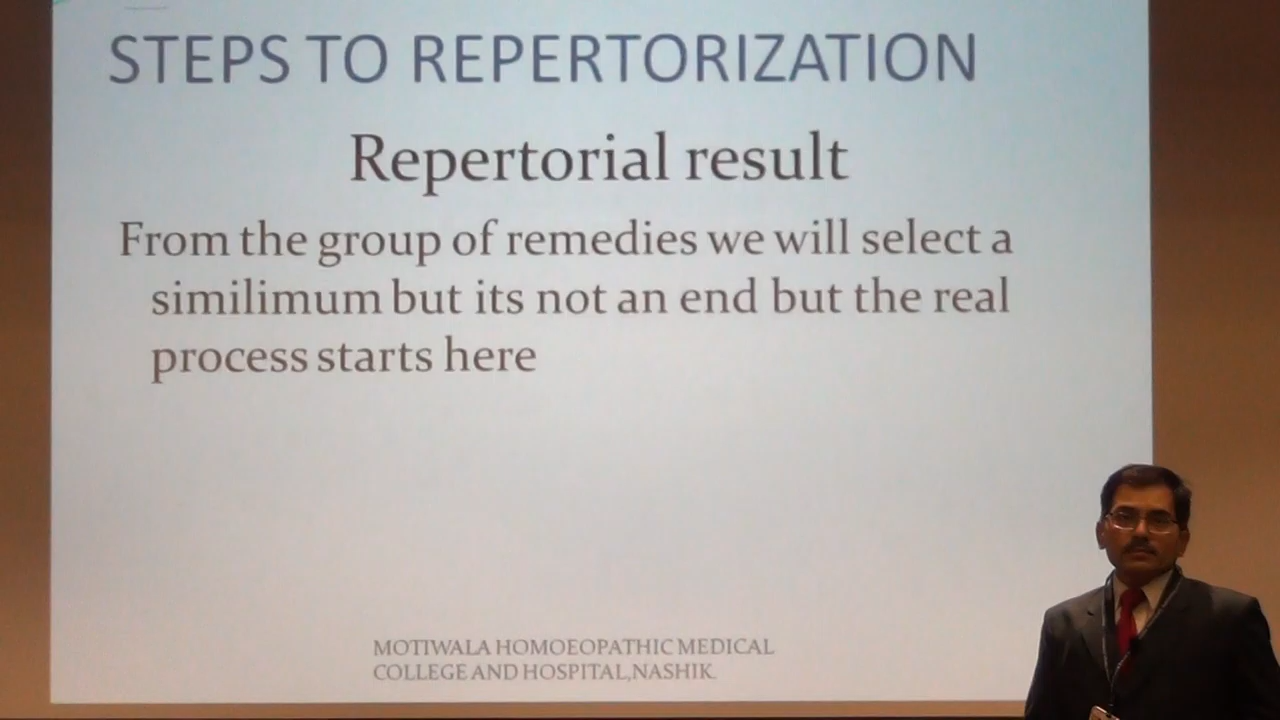 STEPS TO REPERTORIZATION
Repertorial result
From the group of remedies we will select a
similimum but its not an end but the real
process starts here
MOTIWALA HOMOEOPATHIC MEDICAL
COLLEGE AND HOSPITAL,NASHIK.